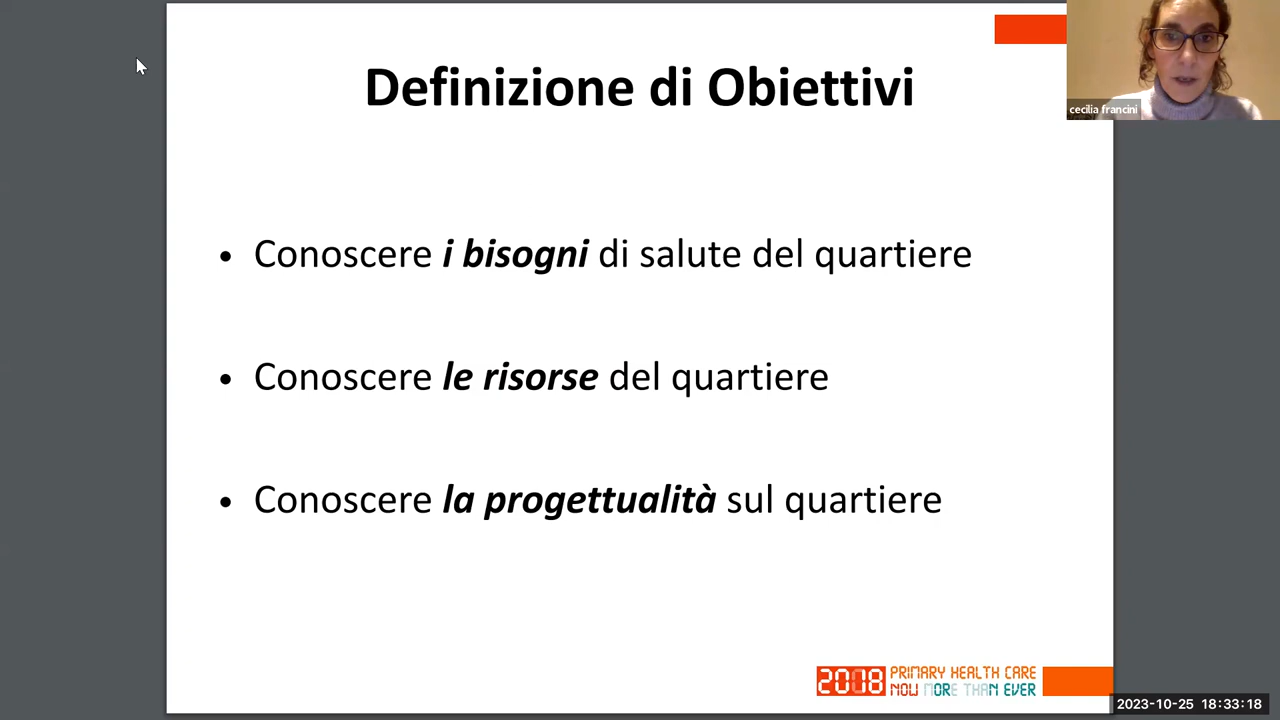 Definizione di Obiettivi
cecilia francini
• Conoscere i bisogni di salute del quartiere
• Conoscere le risorse del quartiere
• Conoscere la progettualità sul quartiere
2008 PRIMARY HEALTH CARE
NOW MORE THAN EVER
2023-10-25 18:33:18